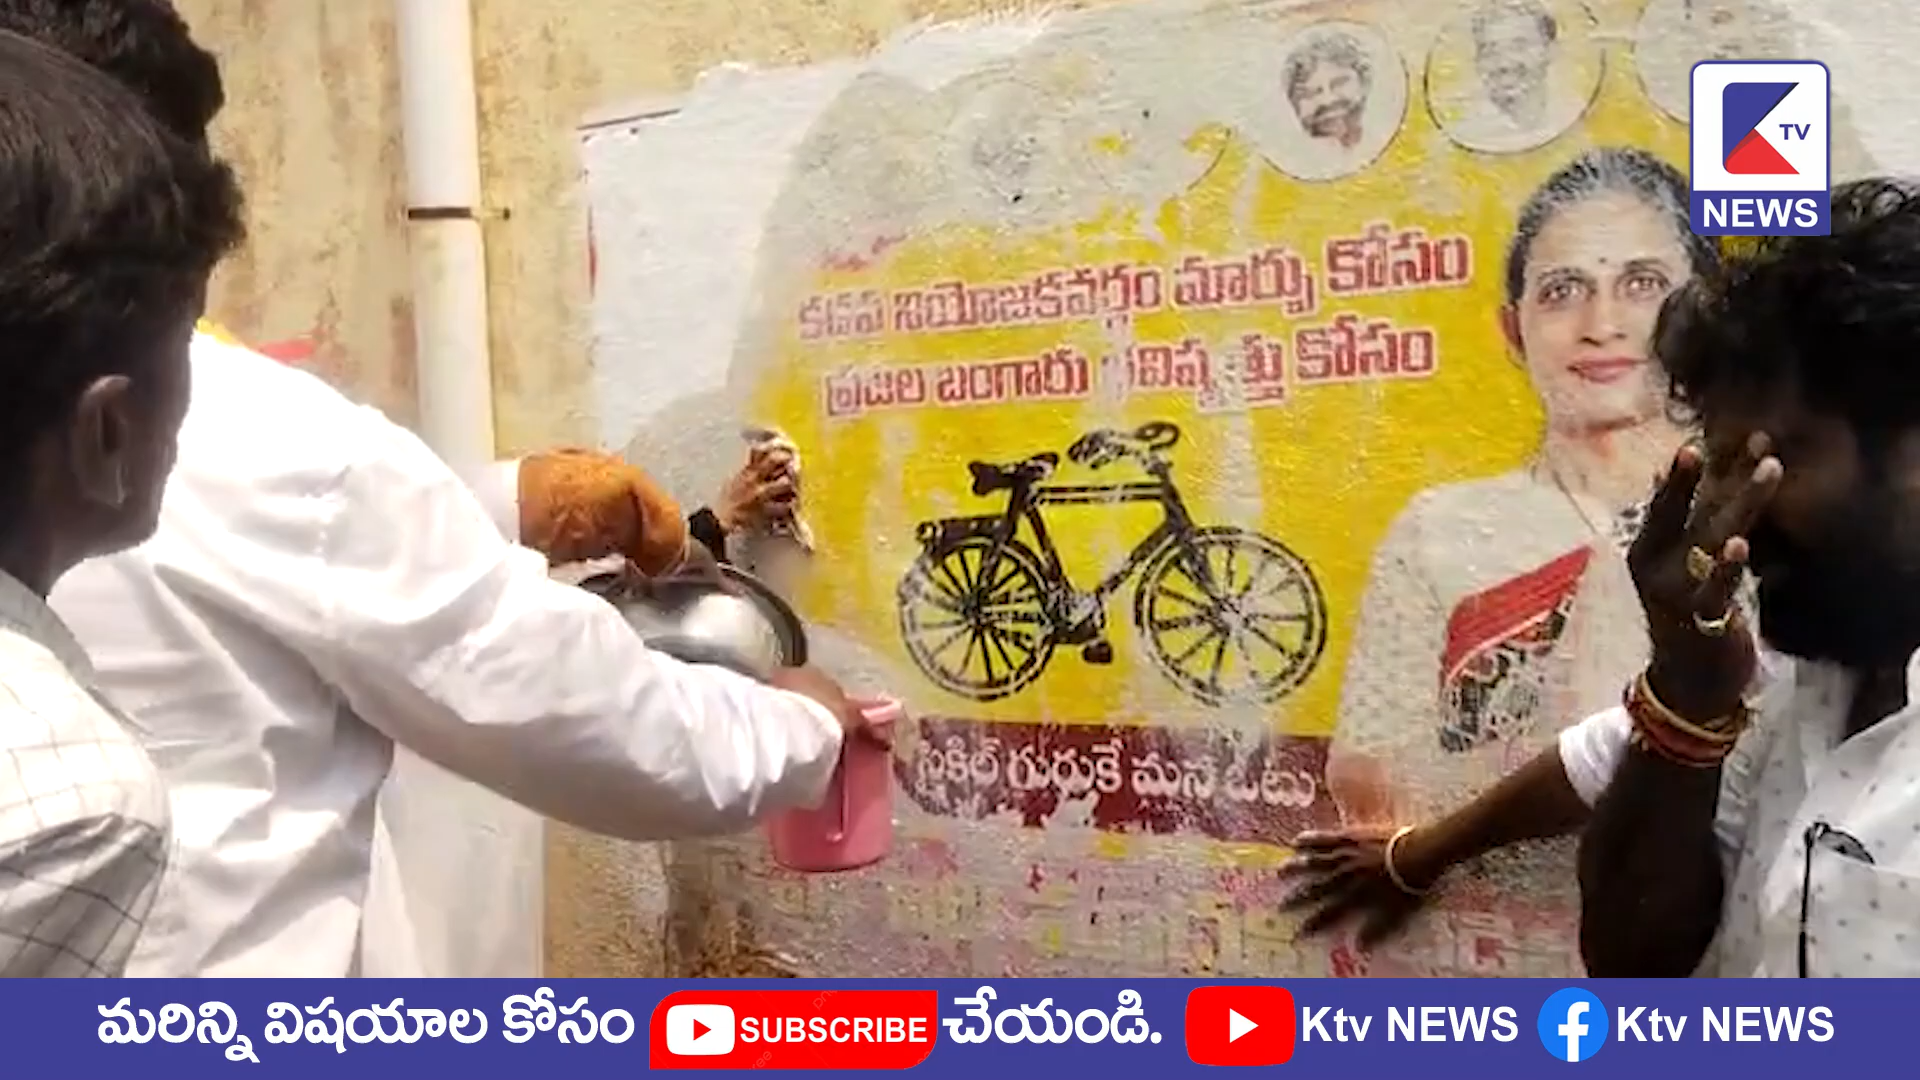 TV
NEWS
కడప నియోజకవర్గం మార్పు కోసం
ప్రజల బంగారు భవిష్యత్తు కోసం
సైకిల్ గుర్తుకే మన ఓటు
మరిన్ని విషయాల కోసం SUBSCRIBE చేయండి. Ktv NEWS Ktv NEWS